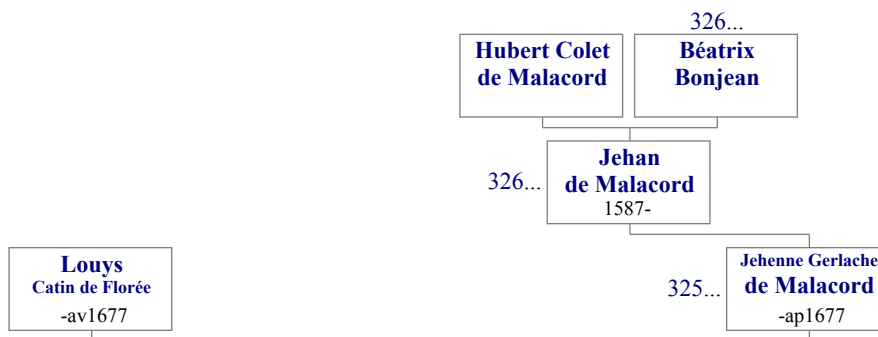 326...
Hubert Colet
de Malacord
Béatrix
Bonjean
326...
Jehan
de Malacord
1587-
Louys
Catin de Florée
-av1677
325...
Jehenne Gerlache
de Malacord
-ap1677